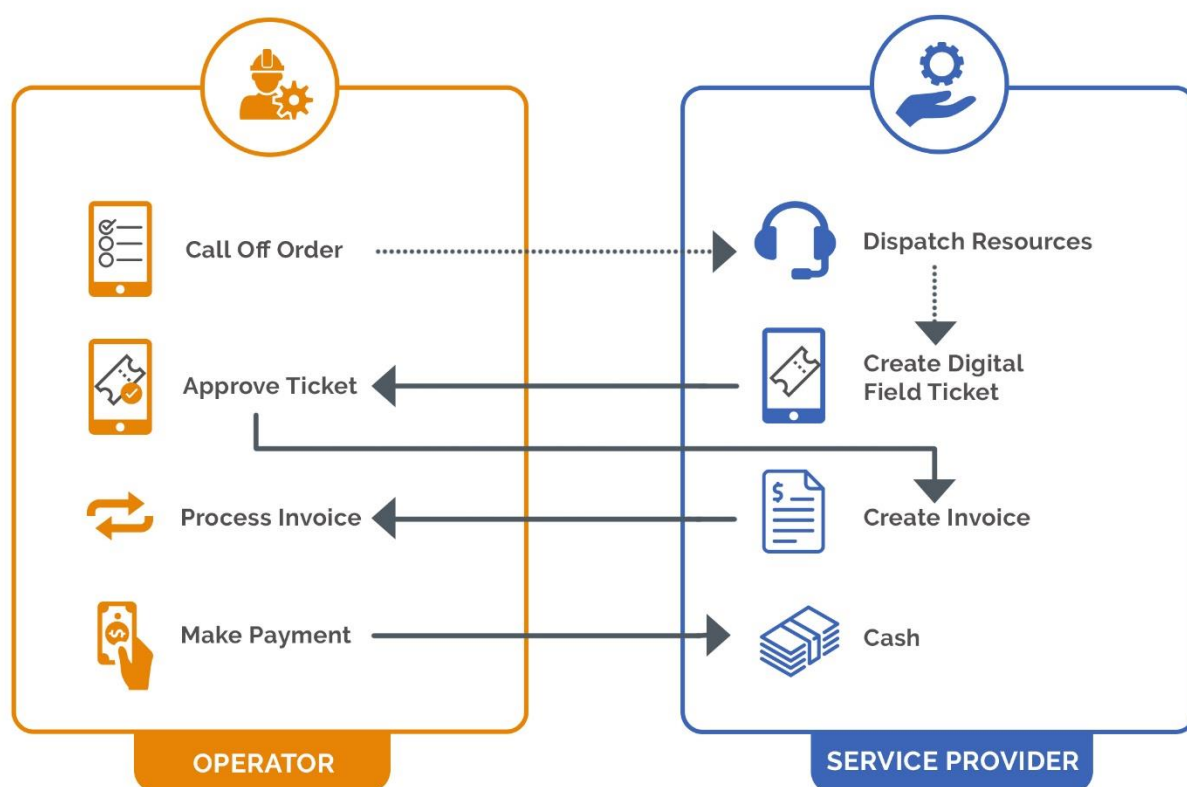 Call Off Order
Dispatch Resources
Approve Ticket
Create Digital
Field Ticket
Process Invoice
$
Create Invoice
$
Make Payment
Cash
OPERATOR
SERVICE PROVIDER